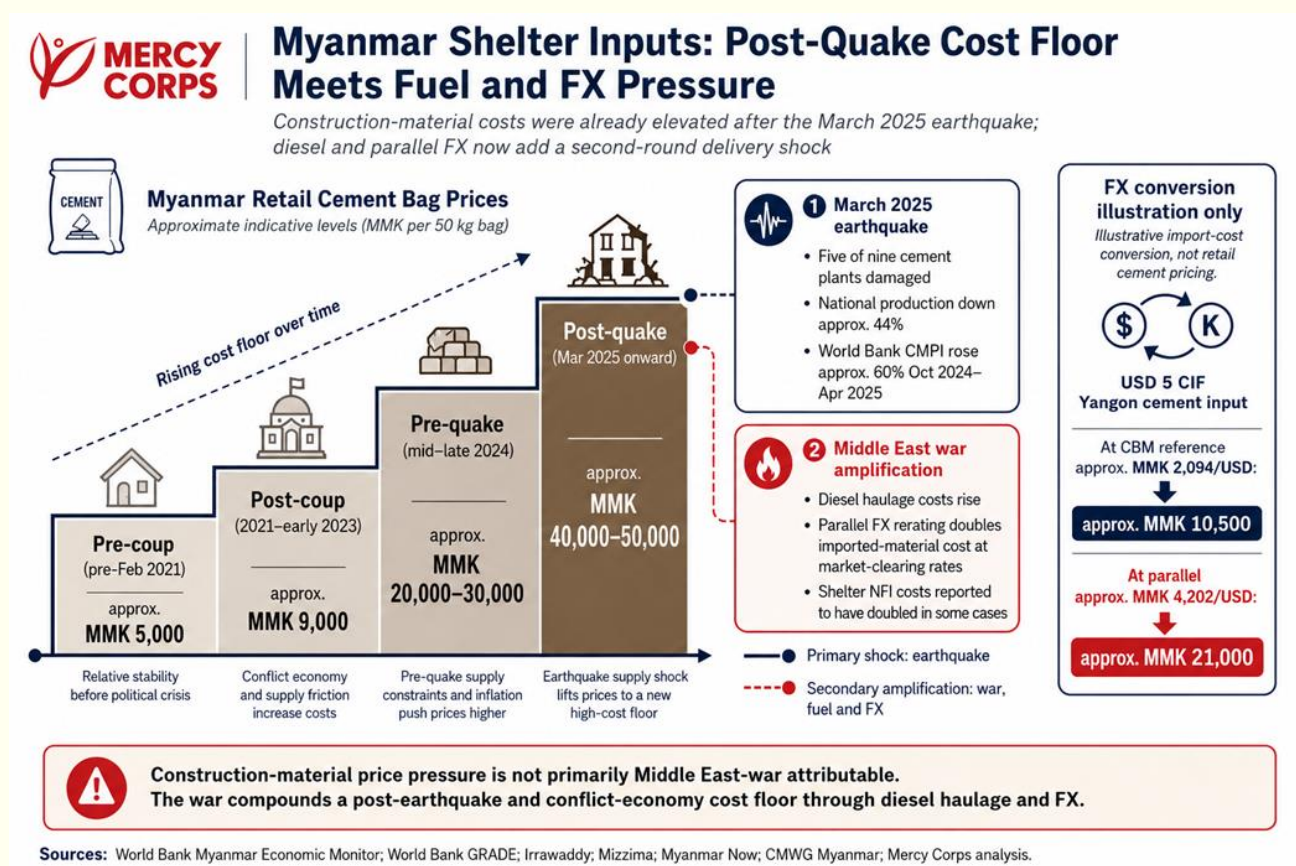 MERCY
CORPS
Myanmar Shelter Inputs: Post-Quake Cost Floor
Meets Fuel and FX Pressure
Construction-material costs were already elevated after the March 2025 earthquake;
diesel and parallel FX now add a second-round delivery shock
CEMENT
Myanmar Retail Cement Bag Prices
Approximate indicative levels (MMK per 50 kg bag)
Rising cost floor over time
Pre-coup
(pre-Feb 2021)
approx.
MMK 5,000
Relative stability
before political crisis
Post-coup
(2021–early 2023)
approx.
MMK 9,000
Conflict economy
and supply friction
increase costs
Pre-quake
(mid–late 2024)
approx.
MMK
20,000–30,000
Pre-quake supply
constraints and inflation
push prices higher
Post-quake
(Mar 2025 onward)
approx.
MMK
40,000–50,000
Earthquake supply shock
lifts prices to a new
high-cost floor
1 March 2025
earthquake
• Five of nine cement
plants damaged
• National production down
approx. 44%
• World Bank CMPI rose
approx. 60% Oct 2024–
Apr 2025
2 Middle East war
amplification
• Diesel haulage costs rise
• Parallel FX rerating doubles
imported-material cost at
market-clearing rates
• Shelter NFI costs reported
to have doubled in some cases
Primary shock: earthquake
Secondary amplification: war,
fuel and FX
FX conversion
illustration only
Illustrative import-cost
conversion, not retail
cement pricing.
$ K
USD 5 CIF
Yangon cement input
At CBM reference
approx. MMK 2,094/USD:
approx. MMK 10,500
At parallel
approx. MMK 4,202/USD:
approx. MMK 21,000
Construction-material price pressure is not primarily Middle East-war attributable.
The war compounds a post-earthquake and conflict-economy cost floor through diesel haulage and FX.
Sources: World Bank Myanmar Economic Monitor; World Bank GRADE; Irrawaddy; Mizzima; Myanmar Now; CMWG Myanmar; Mercy Corps analysis.